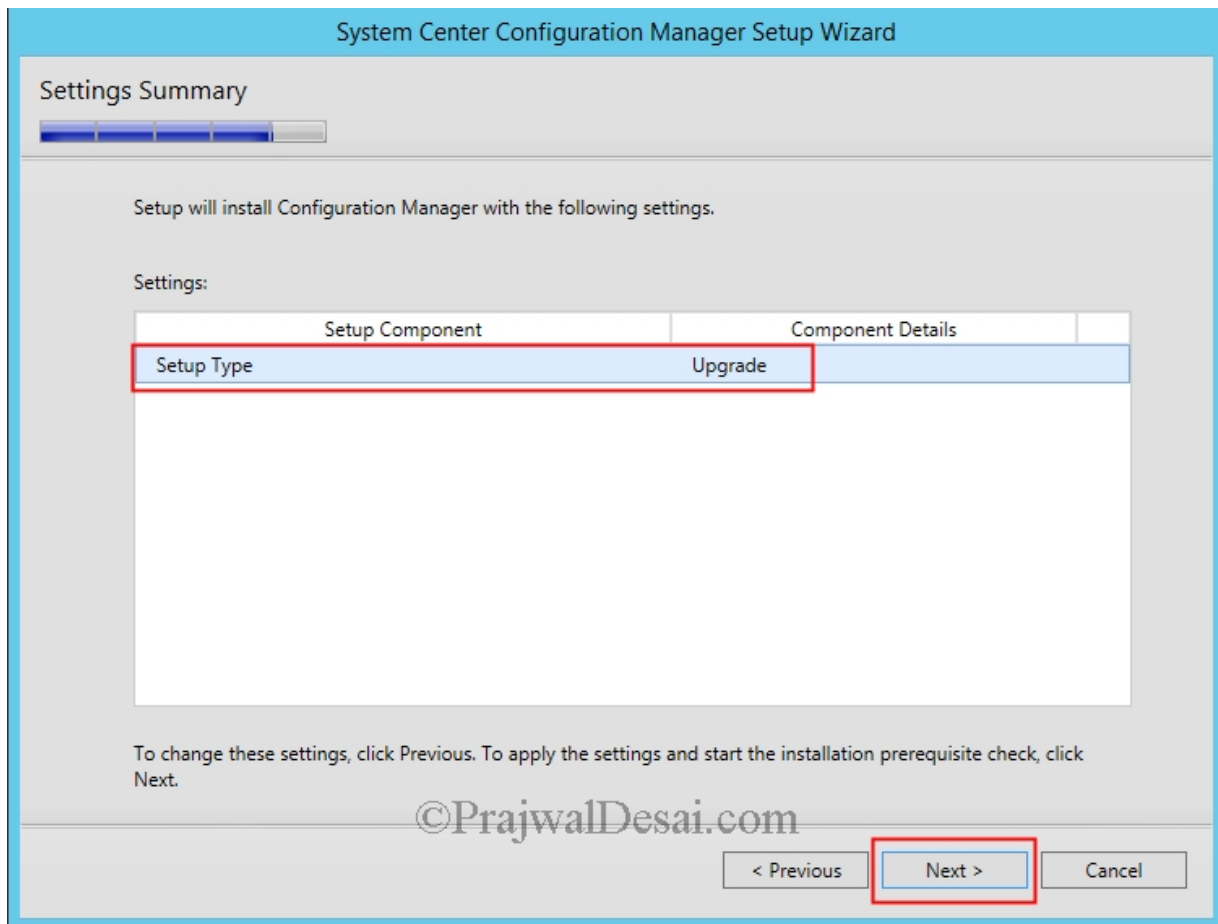 System Center Configuration Manager Setup Wizard
Settings Summary
Setup will install Configuration Manager with the following settings.
Settings:
Setup Component Component Details
Setup Type Upgrade
To change these settings, click Previous. To apply the settings and start the installation prerequisite check, click
Next.
©PrajwalDesai.com
< Previous Next > Cancel